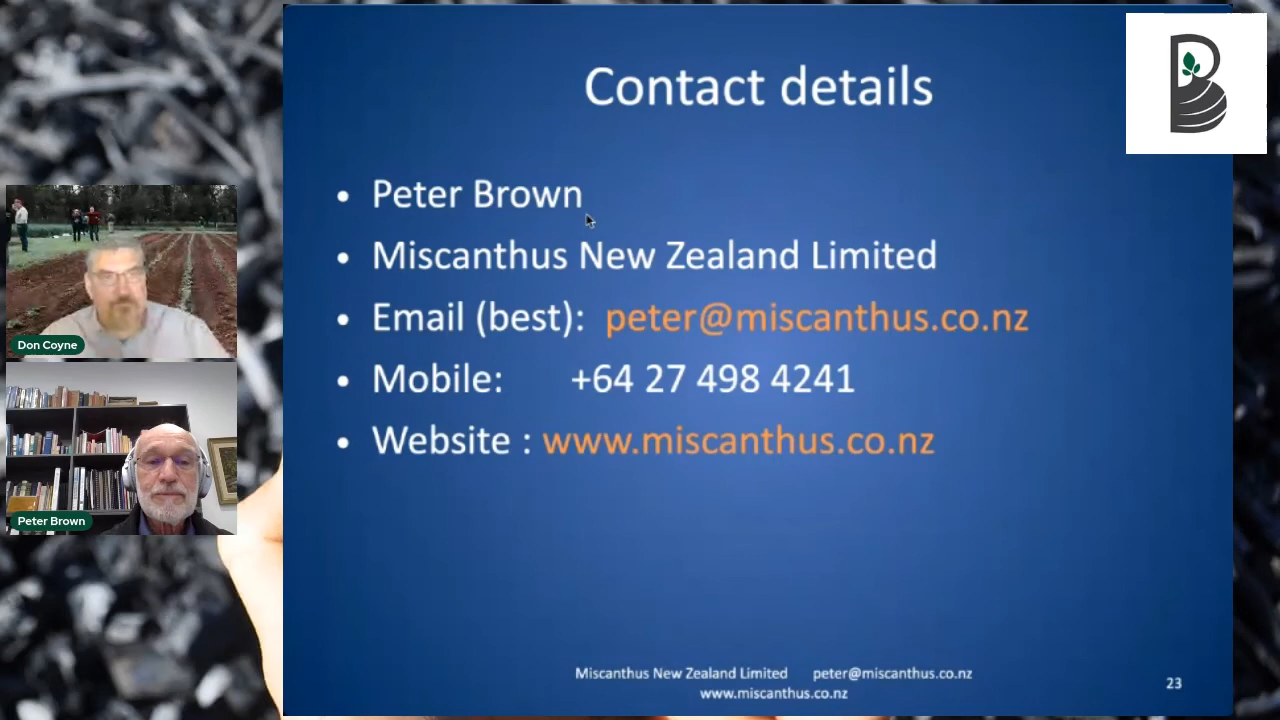 Contact details
• Peter Brown
• Miscanthus New Zealand Limited
• Email (best): peter@miscanthus.co.nz
• Mobile: +64 27 498 4241
• Website : www.miscanthus.co.nz
Miscanthus New Zealand Limited peter@miscanthus.co.nz
www.miscanthus.co.nz
23
Don Coyne
Peter Brown